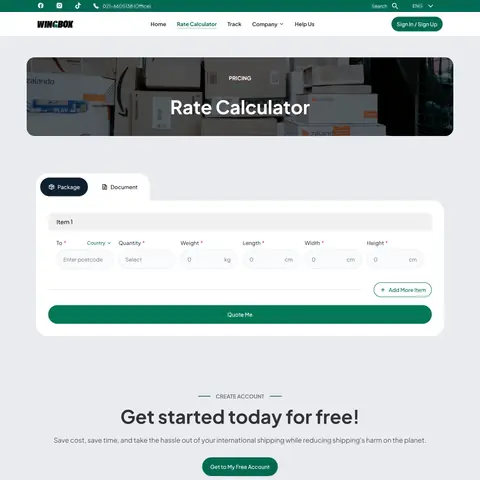 021-6605138 (Office)
Search
ENG
WINGBOX
Home
Rate Calculator
Track
Company
Help Us
Sign In / Sign Up
PRICING
Rate Calculator
Package
Document
Item 1
To *
Country
Quantity *
Weight *
Length *
Width *
Height *
Enter postcode
Select
0 kg
0 cm
0 cm
0 cm
+ Add More Item
Quote Me
CREATE ACCOUNT
Get started today for free!
Save cost, save time, and take the hassle out of your international shipping while reducing shipping's harm on the planet.
Get to My Free Account